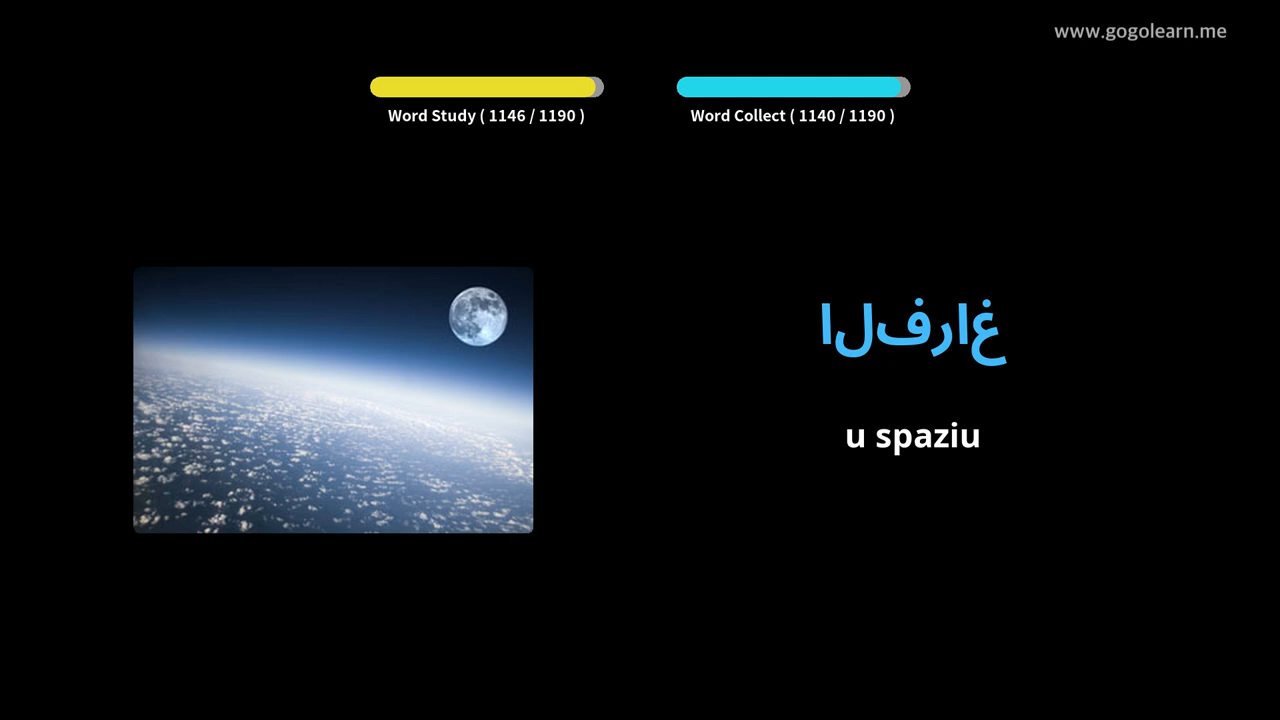 www.gogolearn.me
Word Study ( 1146 / 1190 )
Word Collect ( 1140 / 1190 )
الفراغ
u spaziu